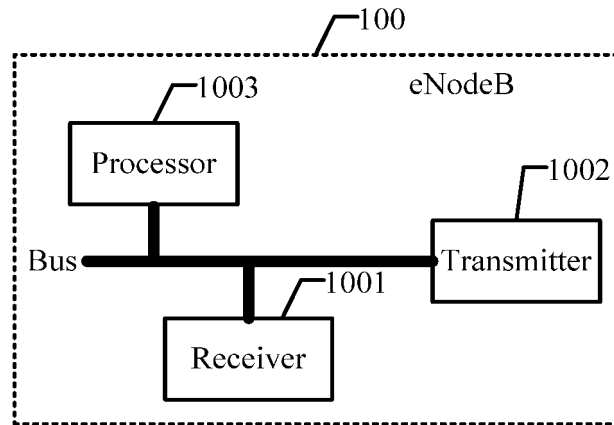 100
eNodeB
1003
Processor
1002
Bus
Transmitter
1001
Receiver